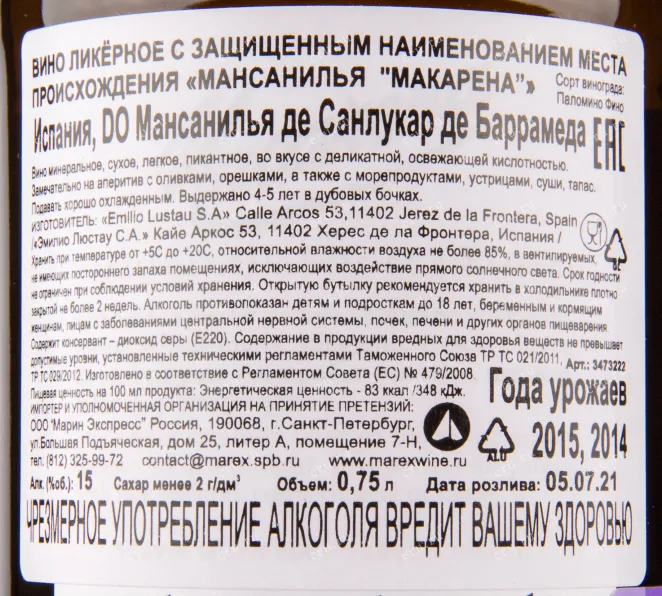 ВИНО ЛИКЁРНОЕ С ЗАЩИЩЕННЫМ НАИМЕНОВАНИЕМ МЕСТА
ПРОИСХОЖДЕНИЯ «МАНСАНИЛЬЯ "МАКАРЕНА"»
Сорт винограда:
Паломино Фино
Испания, DO Мансанилья де Санлукар де Баррамеда
EAC
Вино минеральное, сухое, легкое, пикантное, во вкусе с деликатной, освежающей кислотностью.
Замечательно на аперитив с оливками, орешками, а также с морепродуктами, устрицами, суши, тапас.
Подавать хорошо охлажденным. Выдержано 4-5 лет в дубовых бочках.
ИЗГОТОВИТЕЛЬ: «Emilio Lustau S.A» Calle Arcos 53,11402 Jerez de la Frontera, Spain
/«Эмилио Люстау С.А.» Кайе Аркос 53, 11402 Херес де ла Фронтера, Испания /
Хранить при температуре от +5С до +20С, относительной влажности воздуха не более 85%, в вентилируемых,
не имеющих постороннего запаха помещениях, исключающих воздействие прямого солнечного света. Срок годности
не ограничен при соблюдении условий хранения. Открытую бутылку рекомендуется хранить в холодильнике плотно
закрытой не более 2 недель. Алкоголь противопоказан детям и подросткам до 18 лет, беременным и кормящим
женщинам, лицам с заболеваниями центральной нервной системы, почек, печени и других органов пищеварения
Содержит консервант – диоксид серы (Е220). Содержание в продукции вредных для здоровья веществ не превышает
допустимые уровни, установленные техническими регламентами Таможенного Союза ТР ТС 021/2011,
ТР ТС 029/2012. Изготовлено в соответствие с Регламентом Совета (ЕС) № 479/2008
Арт.: 3473222
Пищевая ценность на 100 мл продукта: Энергетическая ценность - 83 ккал /348 кДж.
ИМПОРТЕР И УПОЛНОМОЧЕННАЯ ОРГАНИЗАЦИЯ НА ПРИНЯТИЕ ПРЕТЕНЗИЙ:
ООО "Марин Экспресс" Россия, 190068, г.Санкт-Петербург,
ул.Большая Подъяческая, дом 25, литер А, помещение 7-Н,
тел. (812) 325-99-72 contact@marex.spb.ru www.marexwine.ru
Года урожаев
2015, 2014
Алк. (%об.): 15 Сахар менее 2 г/дм³ Объем: 0,75 л Дата розлива: 05.07.21
ЧРЕЗМЕРНОЕ УПОТРЕБЛЕНИЕ АЛКОГОЛЯ ВРЕДИТ ВАШЕМУ ЗДОРОВЬЮ